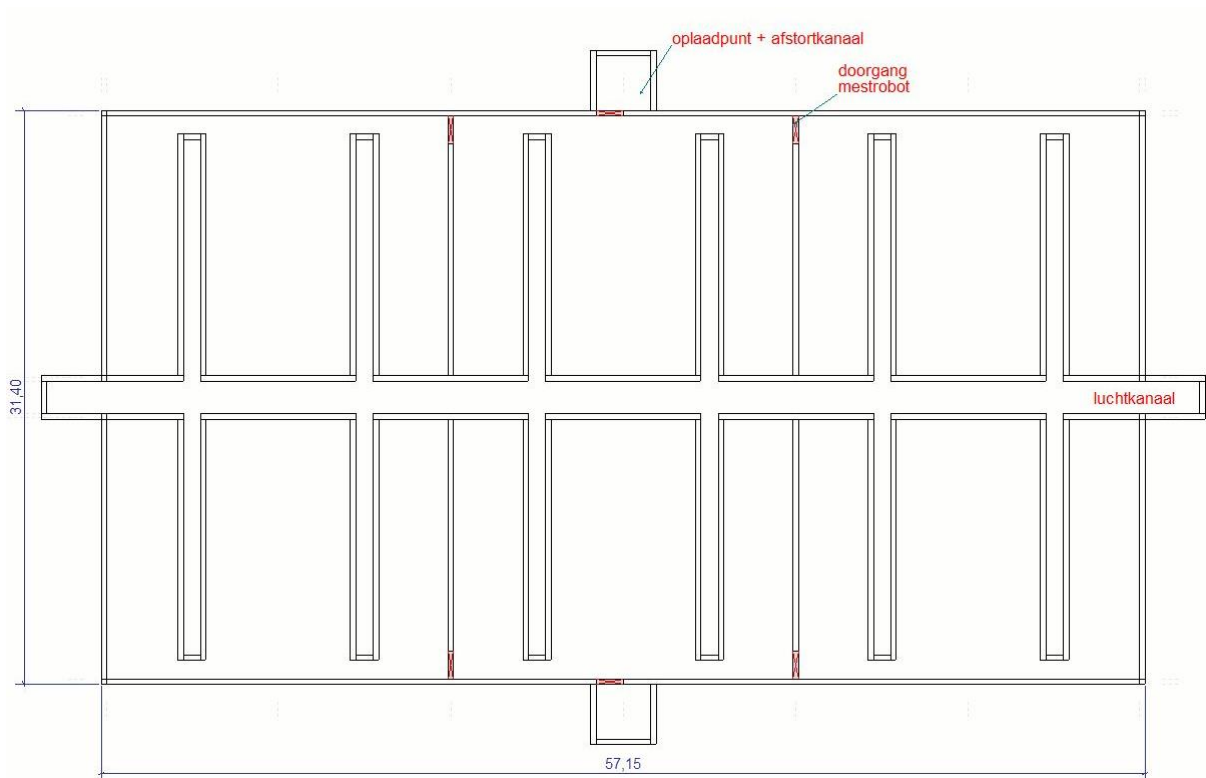 oplaadpunt + afstortkanaal
doorgang
mestrobot
31,40
luchtkanaal
57,15